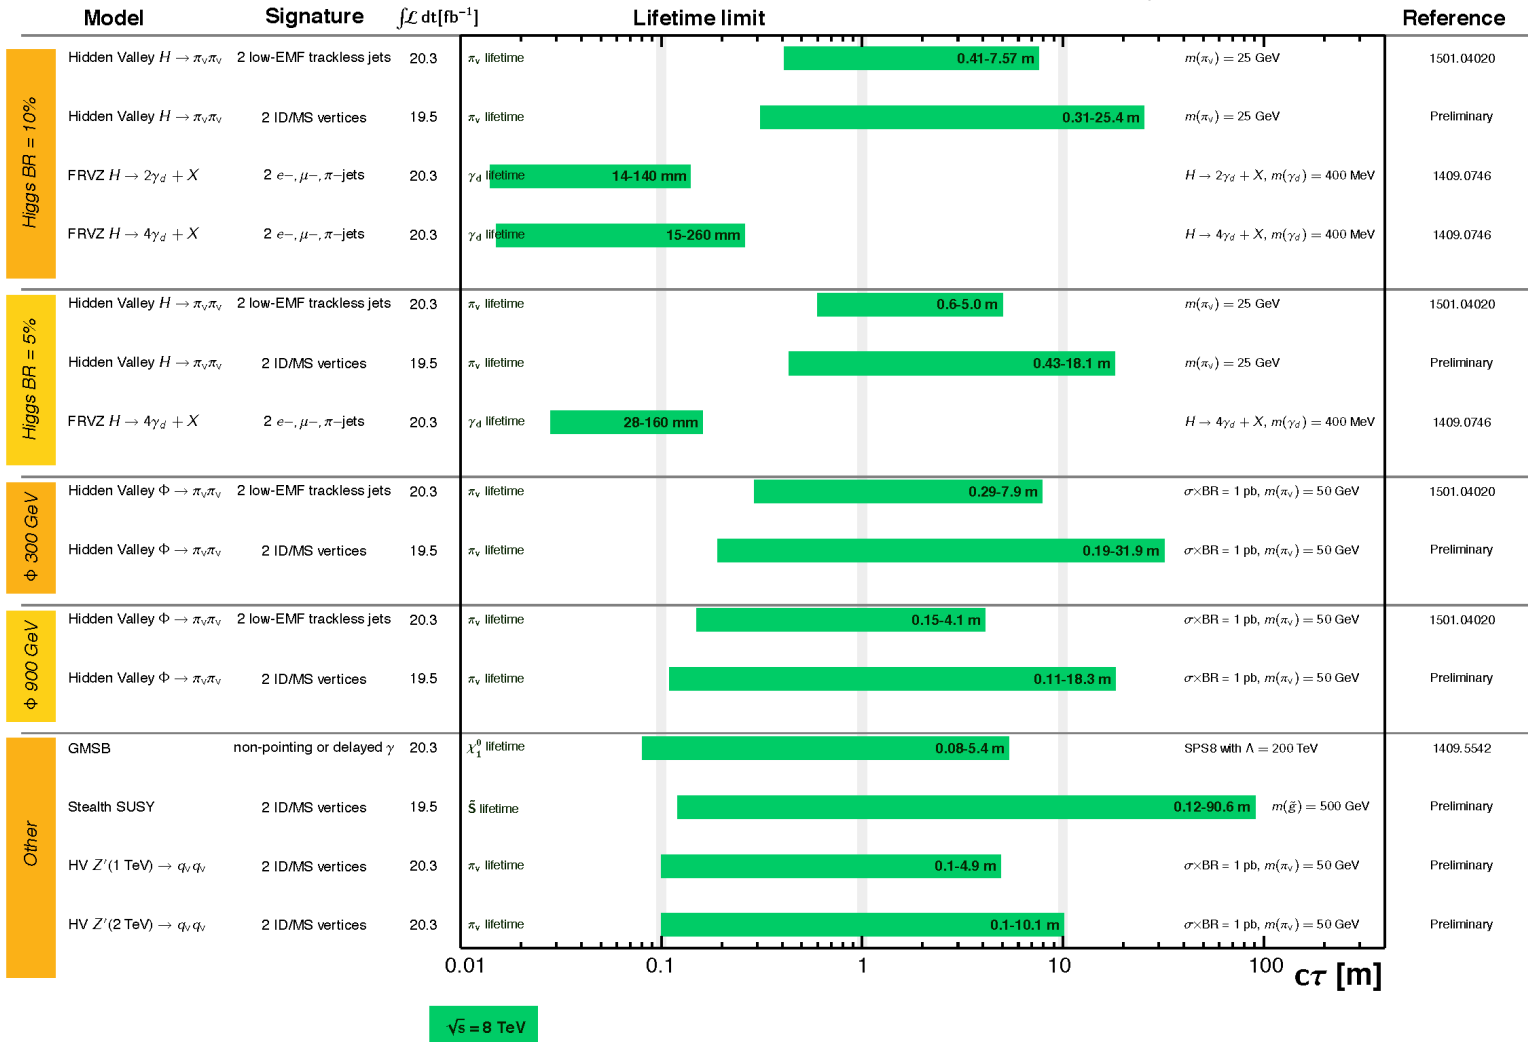 Model Signature ∫ℒ dt[fb⁻¹] Lifetime limit Reference
Higgs BR = 10%
Hidden Valley H → πᵥπᵥ 2 low-EMF trackless jets 20.3 πᵥ lifetime 0.41-7.57 m m(πᵥ) = 25 GeV 1501.04020
Hidden Valley H → πᵥπᵥ 2 ID/MS vertices 19.5 πᵥ lifetime 0.31-25.4 m m(πᵥ) = 25 GeV Preliminary
FRVZ H → 2γ_d + X 2 e−, μ−, π−jets 20.3 γ_d lifetime 14-140 mm H → 2γ_d + X, m(γ_d) = 400 MeV 1409.0746
FRVZ H → 4γ_d + X 2 e−, μ−, π−jets 20.3 γ_d lifetime 15-260 mm H → 4γ_d + X, m(γ_d) = 400 MeV 1409.0746
Higgs BR = 5%
Hidden Valley H → πᵥπᵥ 2 low-EMF trackless jets 20.3 πᵥ lifetime 0.6-5.0 m m(πᵥ) = 25 GeV 1501.04020
Hidden Valley H → πᵥπᵥ 2 ID/MS vertices 19.5 πᵥ lifetime 0.43-18.1 m m(πᵥ) = 25 GeV Preliminary
FRVZ H → 4γ_d + X 2 e−, μ−, π−jets 20.3 γ_d lifetime 28-160 mm H → 4γ_d + X, m(γ_d) = 400 MeV 1409.0746
Φ 300 GeV
Hidden Valley Φ → πᵥπᵥ 2 low-EMF trackless jets 20.3 πᵥ lifetime 0.29-7.9 m σ×BR = 1 pb, m(πᵥ) = 50 GeV 1501.04020
Hidden Valley Φ → πᵥπᵥ 2 ID/MS vertices 19.5 πᵥ lifetime 0.19-31.9 m σ×BR = 1 pb, m(πᵥ) = 50 GeV Preliminary
Φ 900 GeV
Hidden Valley Φ → πᵥπᵥ 2 low-EMF trackless jets 20.3 πᵥ lifetime 0.15-4.1 m σ×BR = 1 pb, m(πᵥ) = 50 GeV 1501.04020
Hidden Valley Φ → πᵥπᵥ 2 ID/MS vertices 19.5 πᵥ lifetime 0.11-18.3 m σ×BR = 1 pb, m(πᵥ) = 50 GeV Preliminary
Other
GMSB non-pointing or delayed γ 20.3 χ₁⁰ lifetime 0.08-5.4 m SPS8 with Λ = 200 TeV 1409.5542
Stealth SUSY 2 ID/MS vertices 19.5 S̃ lifetime 0.12-90.6 m m(g̃) = 500 GeV Preliminary
HV Z′(1 TeV) → qᵥqᵥ 2 ID/MS vertices 20.3 πᵥ lifetime 0.1-4.9 m σ×BR = 1 pb, m(πᵥ) = 50 GeV Preliminary
HV Z′(2 TeV) → qᵥqᵥ 2 ID/MS vertices 20.3 πᵥ lifetime 0.1-10.1 m σ×BR = 1 pb, m(πᵥ) = 50 GeV Preliminary
0.01 0.1 1 10 100 cτ [m]
√s = 8 TeV